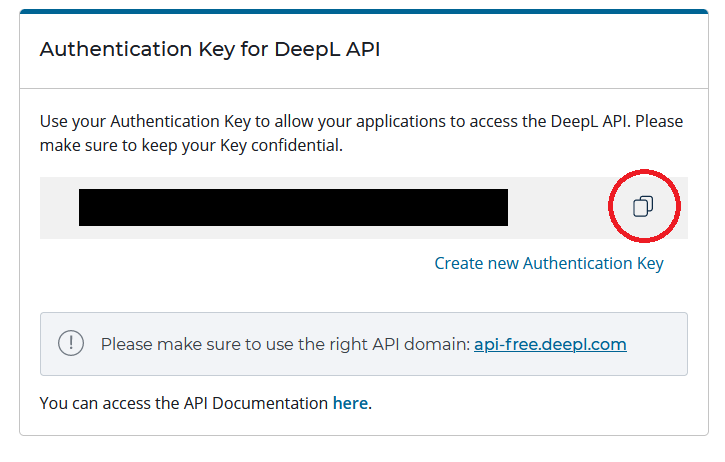 Authentication Key for DeepL API
Use your Authentication Key to allow your applications to access the DeepL API. Please
make sure to keep your Key confidential.
Create new Authentication Key
Please make sure to use the right API domain: api-free.deepl.com
You can access the API Documentation here.